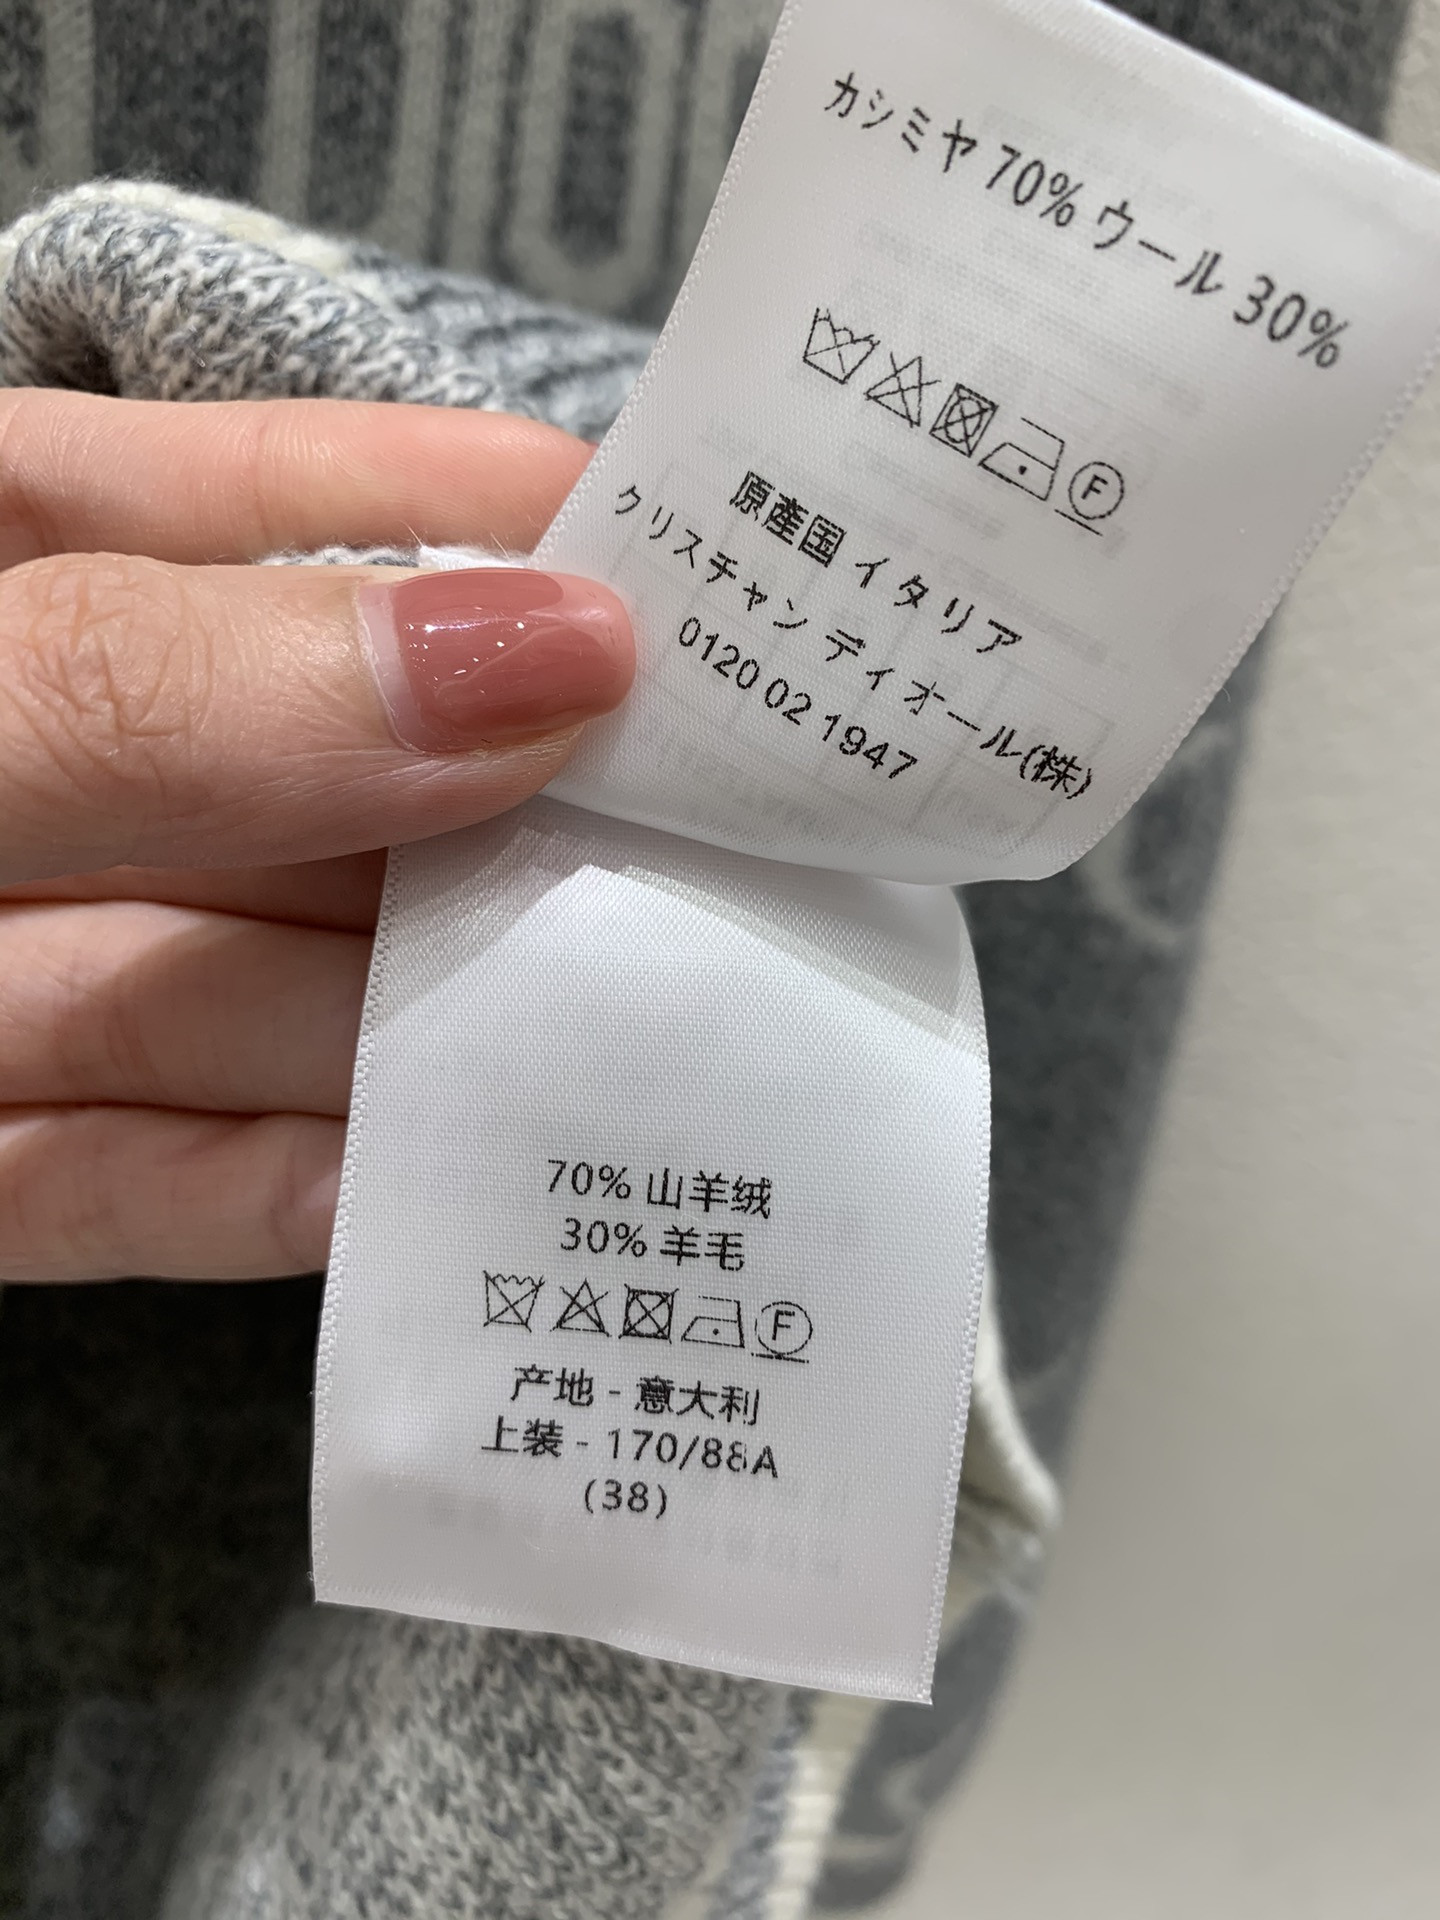 カシミヤ 70% ウール 30%
F
原産国 イタリア
クリスチャン ディオール(株)
0120 02 1947
70% 山羊绒
30% 羊毛
F
产地 - 意大利
上装 - 170/88A
(38)